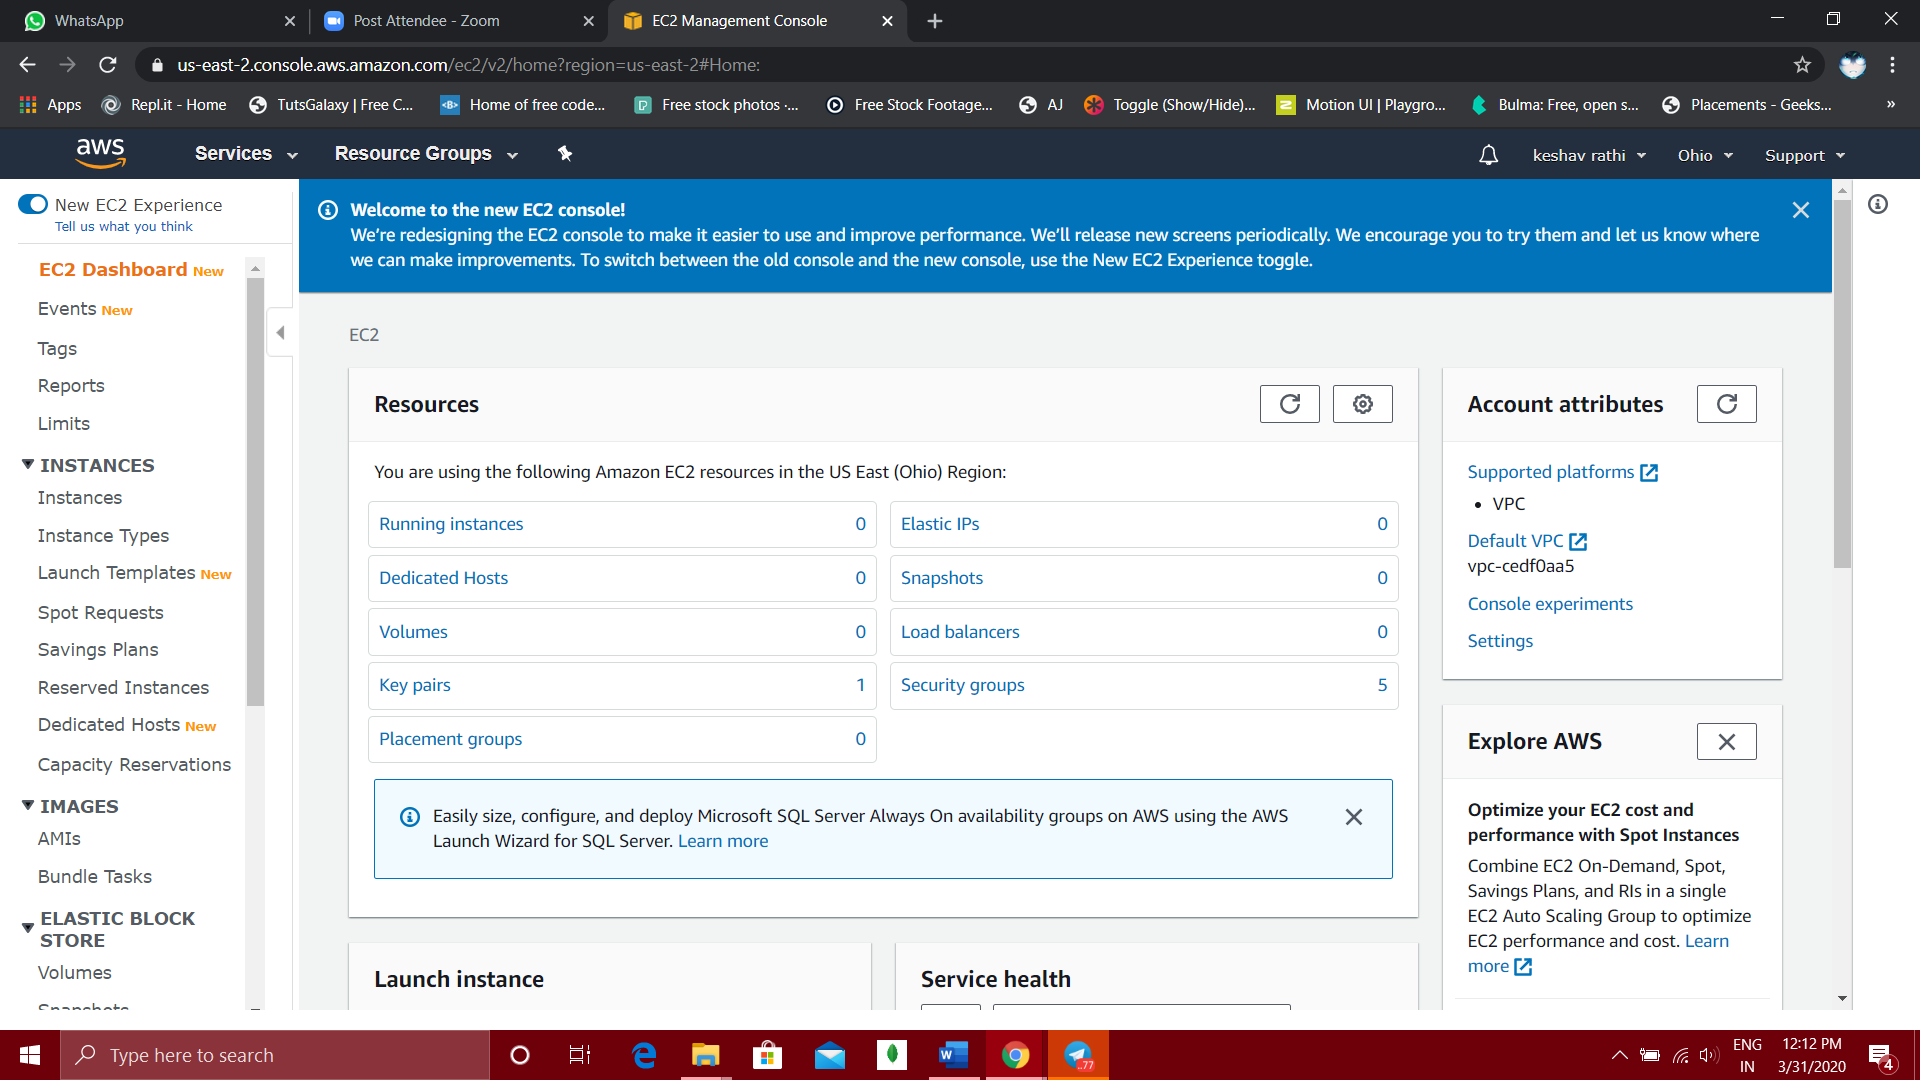 WhatsApp
Post Attendee - Zoom
EC2 Management Console
us-east-2.console.aws.amazon.com/ec2/v2/home?region=us-east-2#Home:
Apps
Repl.it - Home
TutsGalaxy | Free C...
<B>
Home of free code...
Free stock photos ·...
Free Stock Footage...
AJ
Toggle (Show/Hide)...
Motion UI | Playgro...
Bulma: Free, open s...
Placements - Geeks...
»
aws
Services
Resource Groups
keshav rathi
Ohio
Support
New EC2 Experience
Tell us what you think
EC2 Dashboard New
Events New
Tags
Reports
Limits
INSTANCES
Instances
Instance Types
Launch Templates New
Spot Requests
Savings Plans
Reserved Instances
Dedicated Hosts New
Capacity Reservations
IMAGES
AMIs
Bundle Tasks
ELASTIC BLOCK
STORE
Volumes
Snapshots
Welcome to the new EC2 console!
We're redesigning the EC2 console to make it easier to use and improve performance. We'll release new screens periodically. We encourage you to try them and let us know where
we can make improvements. To switch between the old console and the new console, use the New EC2 Experience toggle.
EC2
Resources
You are using the following Amazon EC2 resources in the US East (Ohio) Region:
Running instances 0
Elastic IPs 0
Dedicated Hosts 0
Snapshots 0
Volumes 0
Load balancers 0
Key pairs 1
Security groups 5
Placement groups 0
Easily size, configure, and deploy Microsoft SQL Server Always On availability groups on AWS using the AWS
Launch Wizard for SQL Server. Learn more
Launch instance
Service health
Account attributes
Supported platforms
• VPC
Default VPC
vpc-cedf0aa5
Console experiments
Settings
Explore AWS
Optimize your EC2 cost and
performance with Spot Instances
Combine EC2 On-Demand, Spot,
Savings Plans, and RIs in a single
EC2 Auto Scaling Group to optimize
EC2 performance and cost. Learn
more
Type here to search
W
..77
ENG
IN
12:12 PM
3/31/2020
4